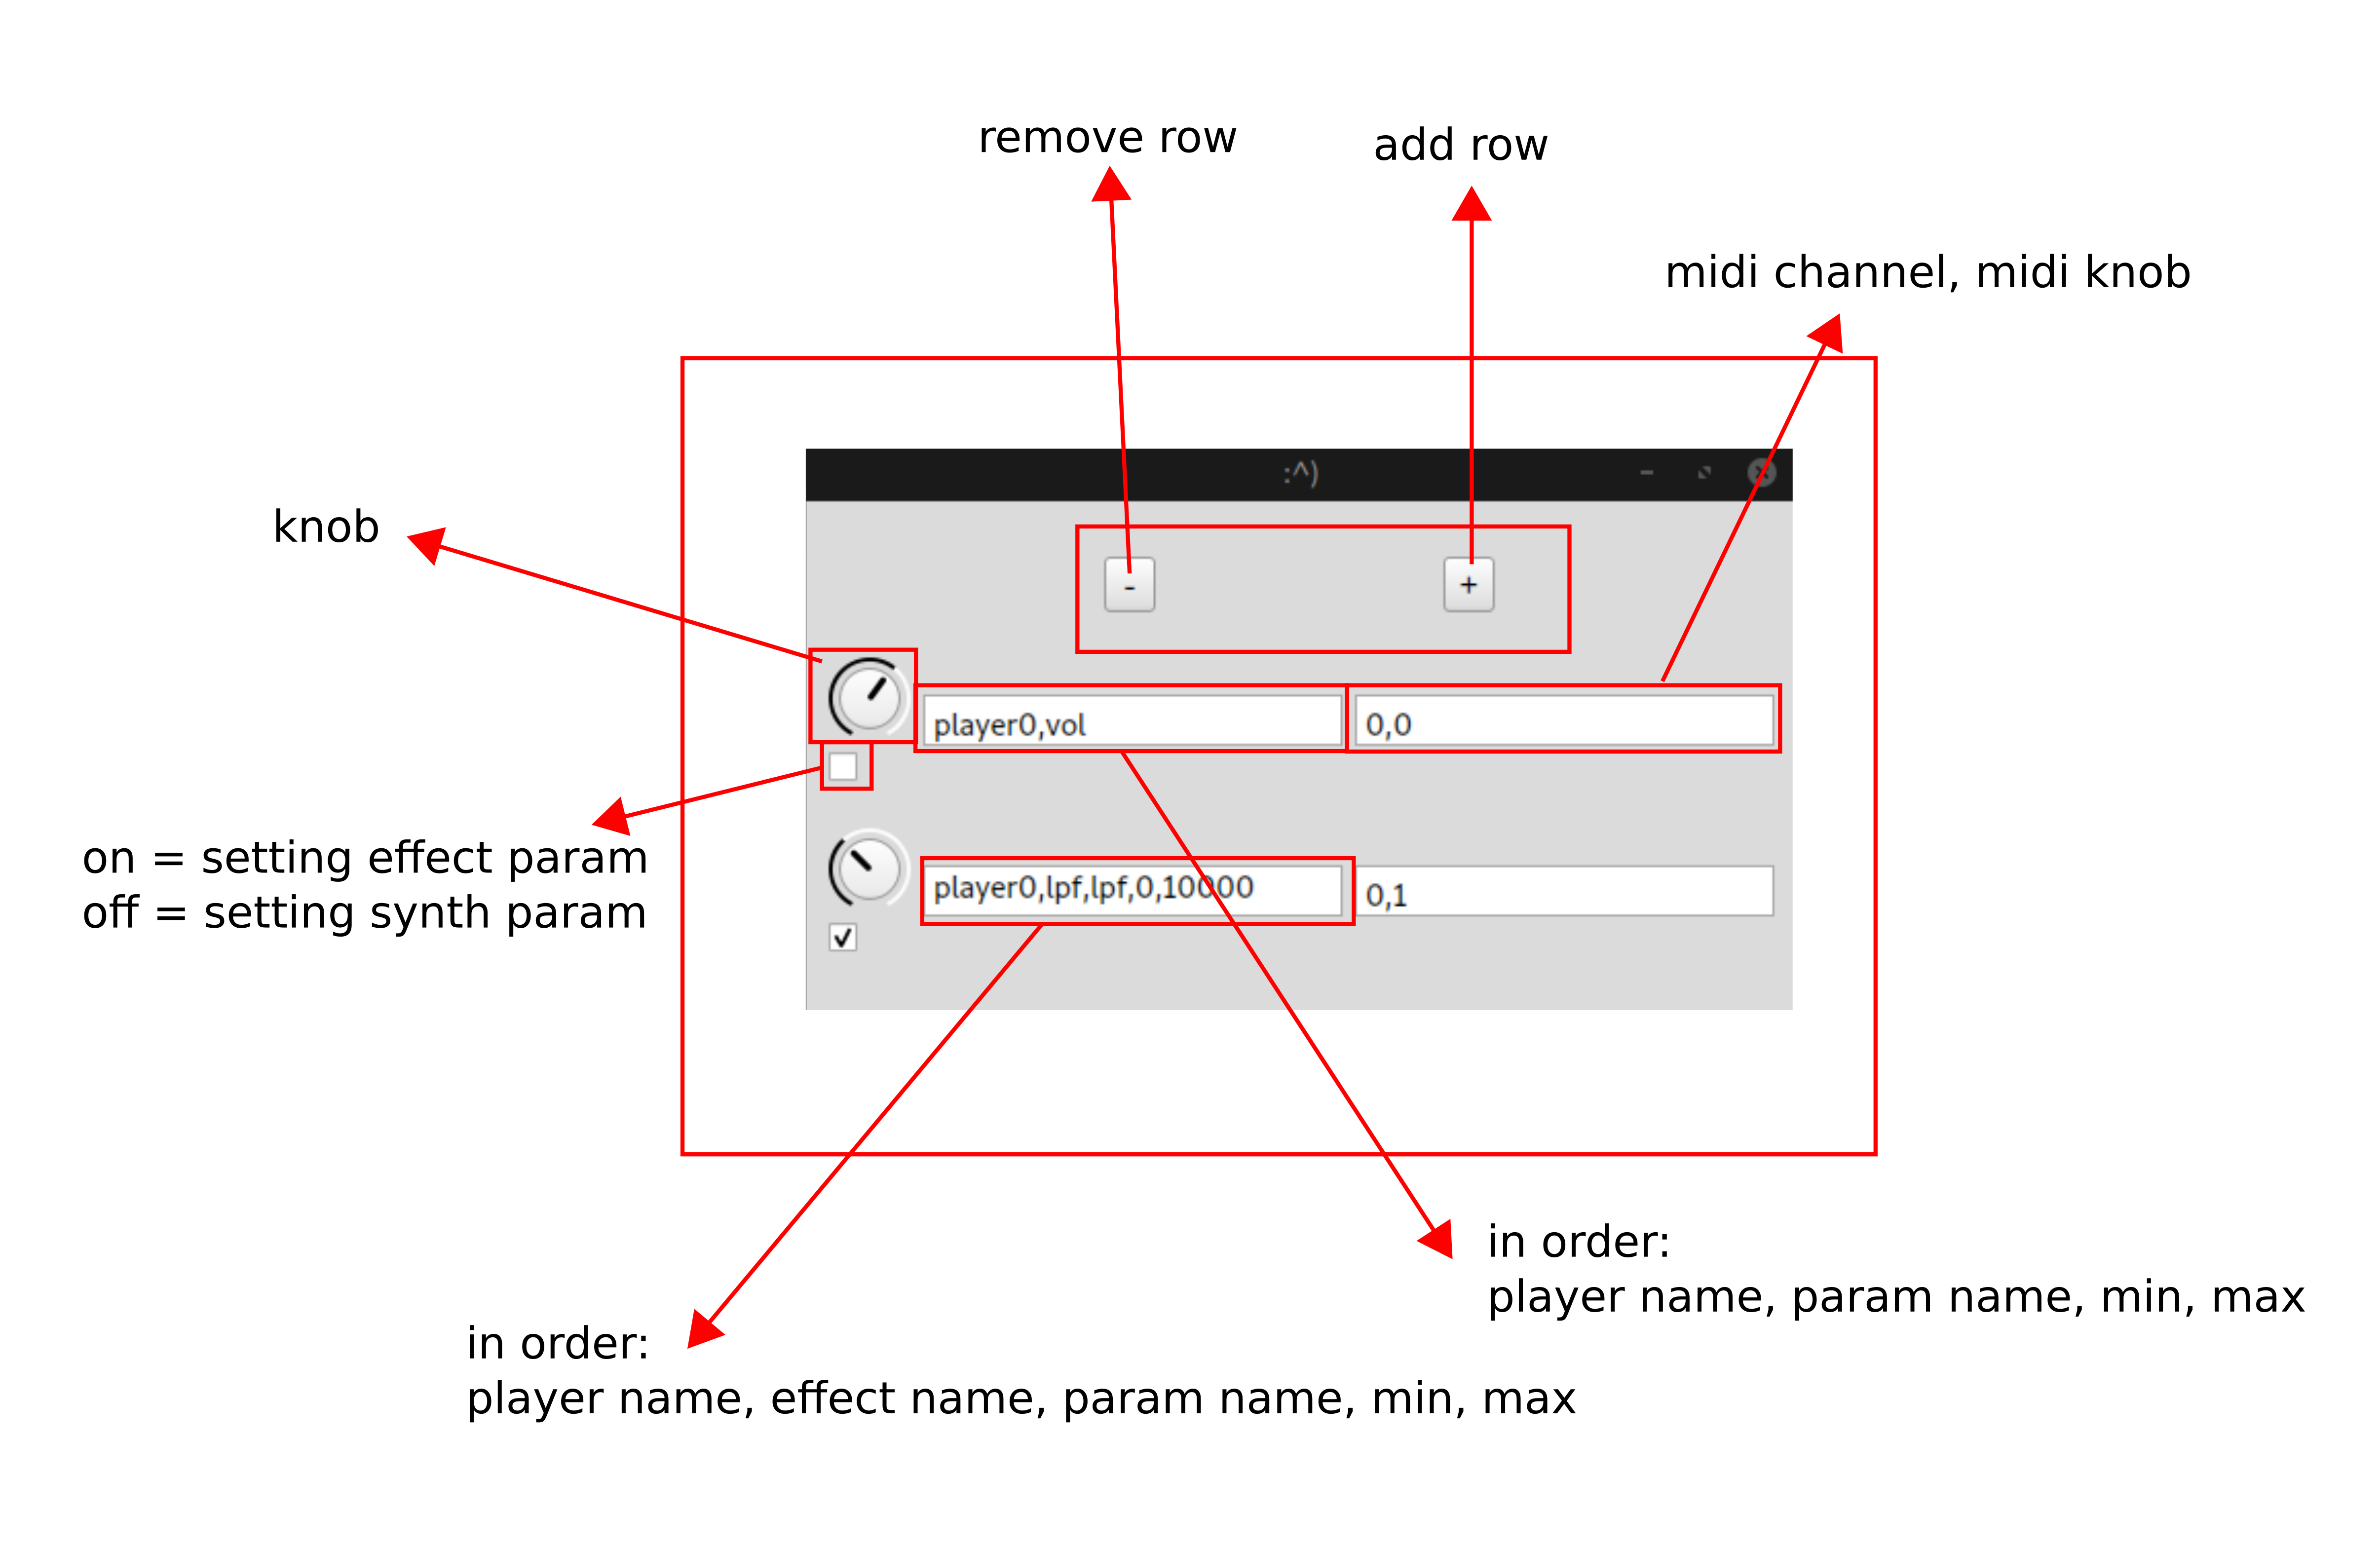 remove row
add row
midi channel, midi knob
:^)
knob
-
+
player0,vol
0,0
on = setting effect param
off = setting synth param
player0,lpf,lpf,0,10000
0,1
in order:
player name, param name, min, max
in order:
player name, effect name, param name, min, max